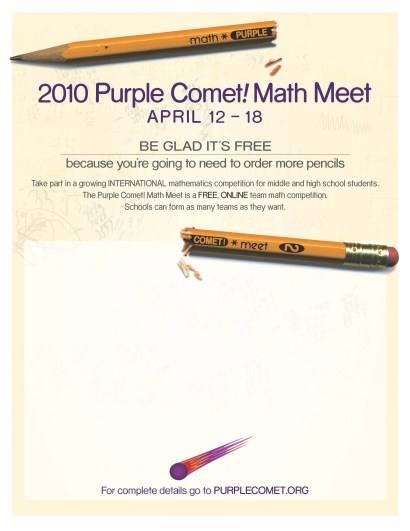 math * PURPLE
2010 Purple Comet! Math Meet
APRIL 12 – 18
BE GLAD IT'S FREE
because you're going to need to order more pencils
Take part in a growing INTERNATIONAL mathematics competition for middle and high school students.
The Purple Comet! Math Meet is a FREE, ONLINE team math competition.
Schools can form as many teams as they want.
COMET! * meet 2
For complete details go to PURPLECOMET.ORG